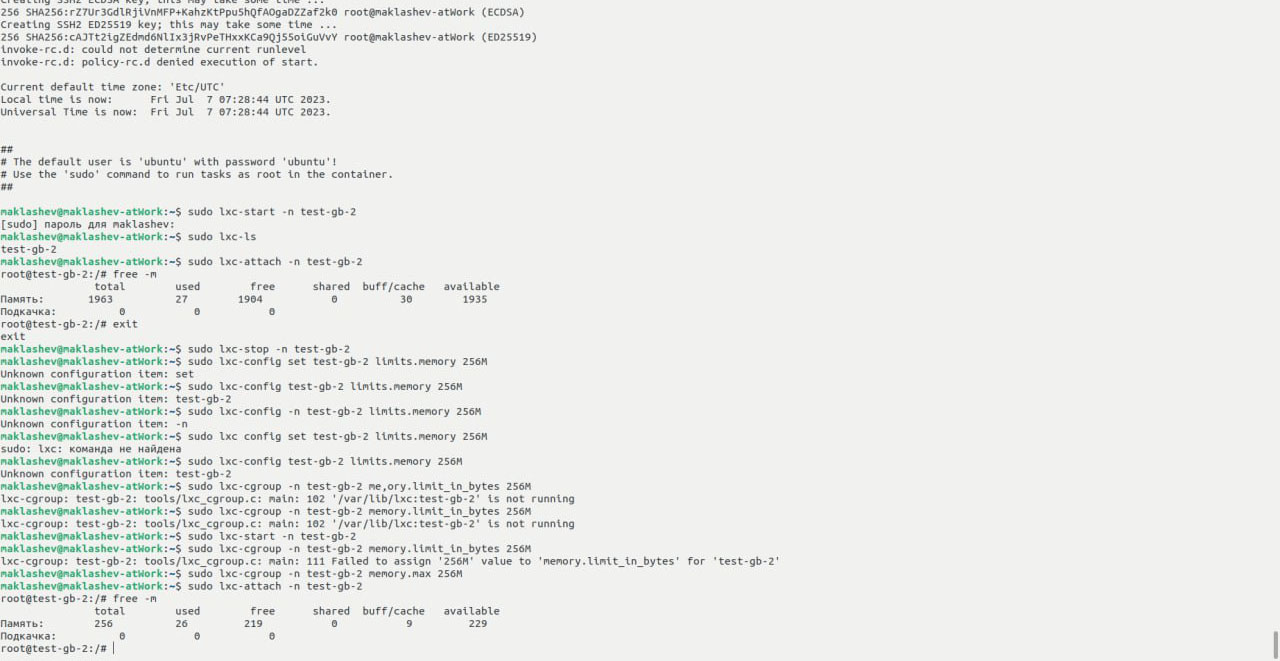 Creating SSH2 ECDSA key; this may take some time ...
256 SHA256:rZ7Ur3GdlRjiVnMFP+KahzKtPpu5hQfAOgaDZZaf2k0 root@maklashev-atWork (ECDSA)
Creating SSH2 ED25519 key; this may take some time ...
256 SHA256:cAJTt2igZEdmd6NlIx3jRvPeTHxxKCa9Qj55oiGuVvY root@maklashev-atWork (ED25519)
invoke-rc.d: could not determine current runlevel
invoke-rc.d: policy-rc.d denied execution of start.
Current default time zone: 'Etc/UTC'
Local time is now:      Fri Jul  7 07:28:44 UTC 2023.
Universal Time is now:  Fri Jul  7 07:28:44 UTC 2023.
##
# The default user is 'ubuntu' with password 'ubuntu'!
# Use the 'sudo' command to run tasks as root in the container.
##
maklashev@maklashev-atWork:~$ sudo lxc-start -n test-gb-2
[sudo] пароль для maklashev:
maklashev@maklashev-atWork:~$ sudo lxc-ls
test-gb-2
maklashev@maklashev-atWork:~$ sudo lxc-attach -n test-gb-2
root@test-gb-2:/# free -m
               total        used        free      shared  buff/cache   available
Память:       1963          27        1904           0          30        1935
Подкачка:          0           0           0
root@test-gb-2:/# exit
exit
maklashev@maklashev-atWork:~$ sudo lxc-stop -n test-gb-2
maklashev@maklashev-atWork:~$ sudo lxc-config set test-gb-2 limits.memory 256M
Unknown configuration item: set
maklashev@maklashev-atWork:~$ sudo lxc-config test-gb-2 limits.memory 256M
Unknown configuration item: test-gb-2
maklashev@maklashev-atWork:~$ sudo lxc-config -n test-gb-2 limits.memory 256M
Unknown configuration item: -n
maklashev@maklashev-atWork:~$ sudo lxc config set test-gb-2 limits.memory 256M
sudo: lxc: команда не найдена
maklashev@maklashev-atWork:~$ sudo lxc-config test-gb-2 limits.memory 256M
Unknown configuration item: test-gb-2
maklashev@maklashev-atWork:~$ sudo lxc-cgroup -n test-gb-2 me,ory.limit_in_bytes 256M
lxc-cgroup: test-gb-2: tools/lxc_cgroup.c: main: 102 '/var/lib/lxc:test-gb-2' is not running
maklashev@maklashev-atWork:~$ sudo lxc-cgroup -n test-gb-2 memory.limit_in_bytes 256M
lxc-cgroup: test-gb-2: tools/lxc_cgroup.c: main: 102 '/var/lib/lxc:test-gb-2' is not running
maklashev@maklashev-atWork:~$ sudo lxc-start -n test-gb-2
maklashev@maklashev-atWork:~$ sudo lxc-cgroup -n test-gb-2 memory.limit_in_bytes 256M
lxc-cgroup: test-gb-2: tools/lxc_cgroup.c: main: 111 Failed to assign '256M' value to 'memory.limit_in_bytes' for 'test-gb-2'
maklashev@maklashev-atWork:~$ sudo lxc-cgroup -n test-gb-2 memory.max 256M
maklashev@maklashev-atWork:~$ sudo lxc-attach -n test-gb-2
root@test-gb-2:/# free -m
               total        used        free      shared  buff/cache   available
Память:        256          26         219           0           9         229
Подкачка:          0           0           0
root@test-gb-2:/#